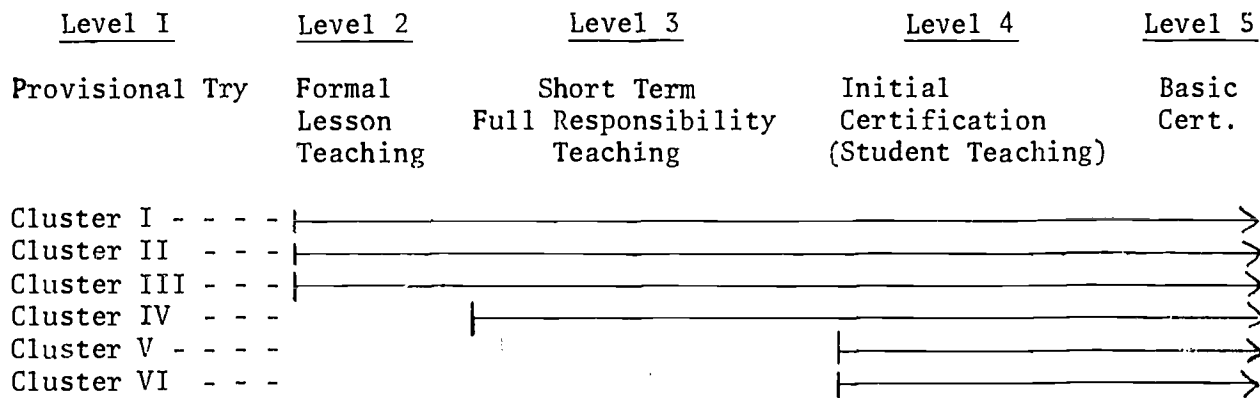 Level I Level 2 Level 3 Level 4 Level 5
Provisional Try Formal Short Term Initial Basic
Lesson Full Responsibility Certification Cert.
Teaching Teaching (Student Teaching)
Cluster I - - - -
Cluster II - - -
Cluster III - - -
Cluster IV - - -
Cluster V - - - -
Cluster VI - - -